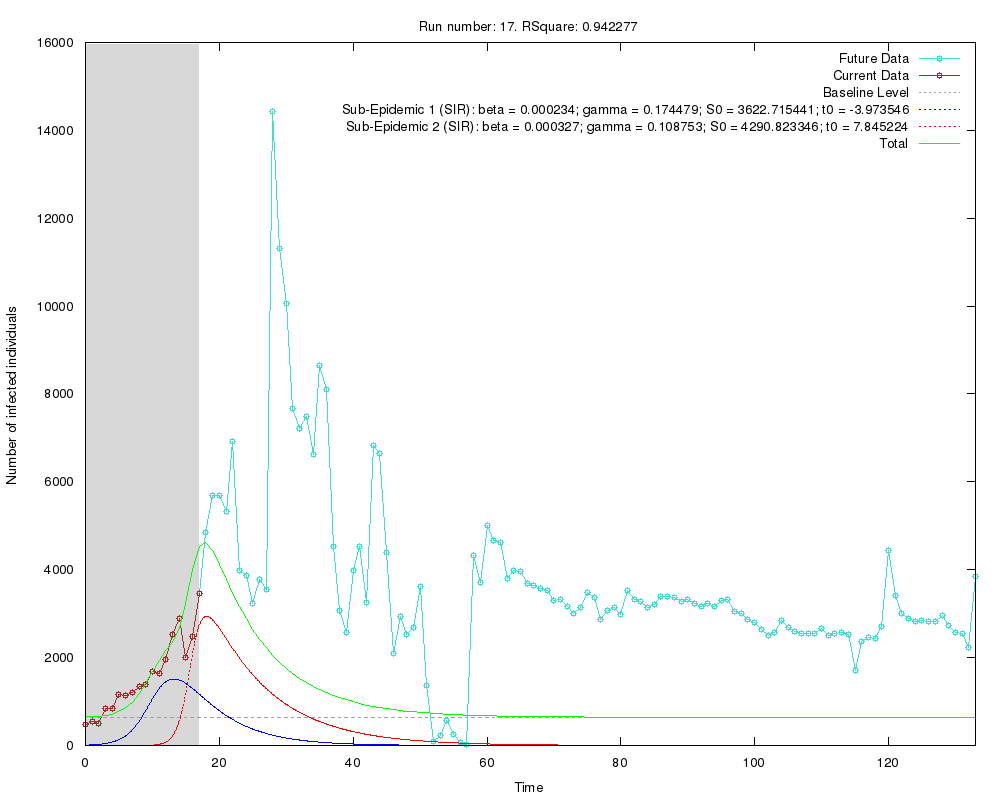 Run number: 17. RSquare: 0.942277
16000
14000
12000
10000
8000
6000
4000
2000
0
Number of infected individuals
Future Data
Current Data
Baseline Level
Sub-Epidemic 1 (SIR): beta = 0.000234; gamma = 0.174479; S0 = 3622.715441; t0 = -3.973546
Sub-Epidemic 2 (SIR): beta = 0.000327; gamma = 0.108753; S0 = 4290.823346; t0 = 7.845224
Total
0 20 40 60 80 100 120
Time